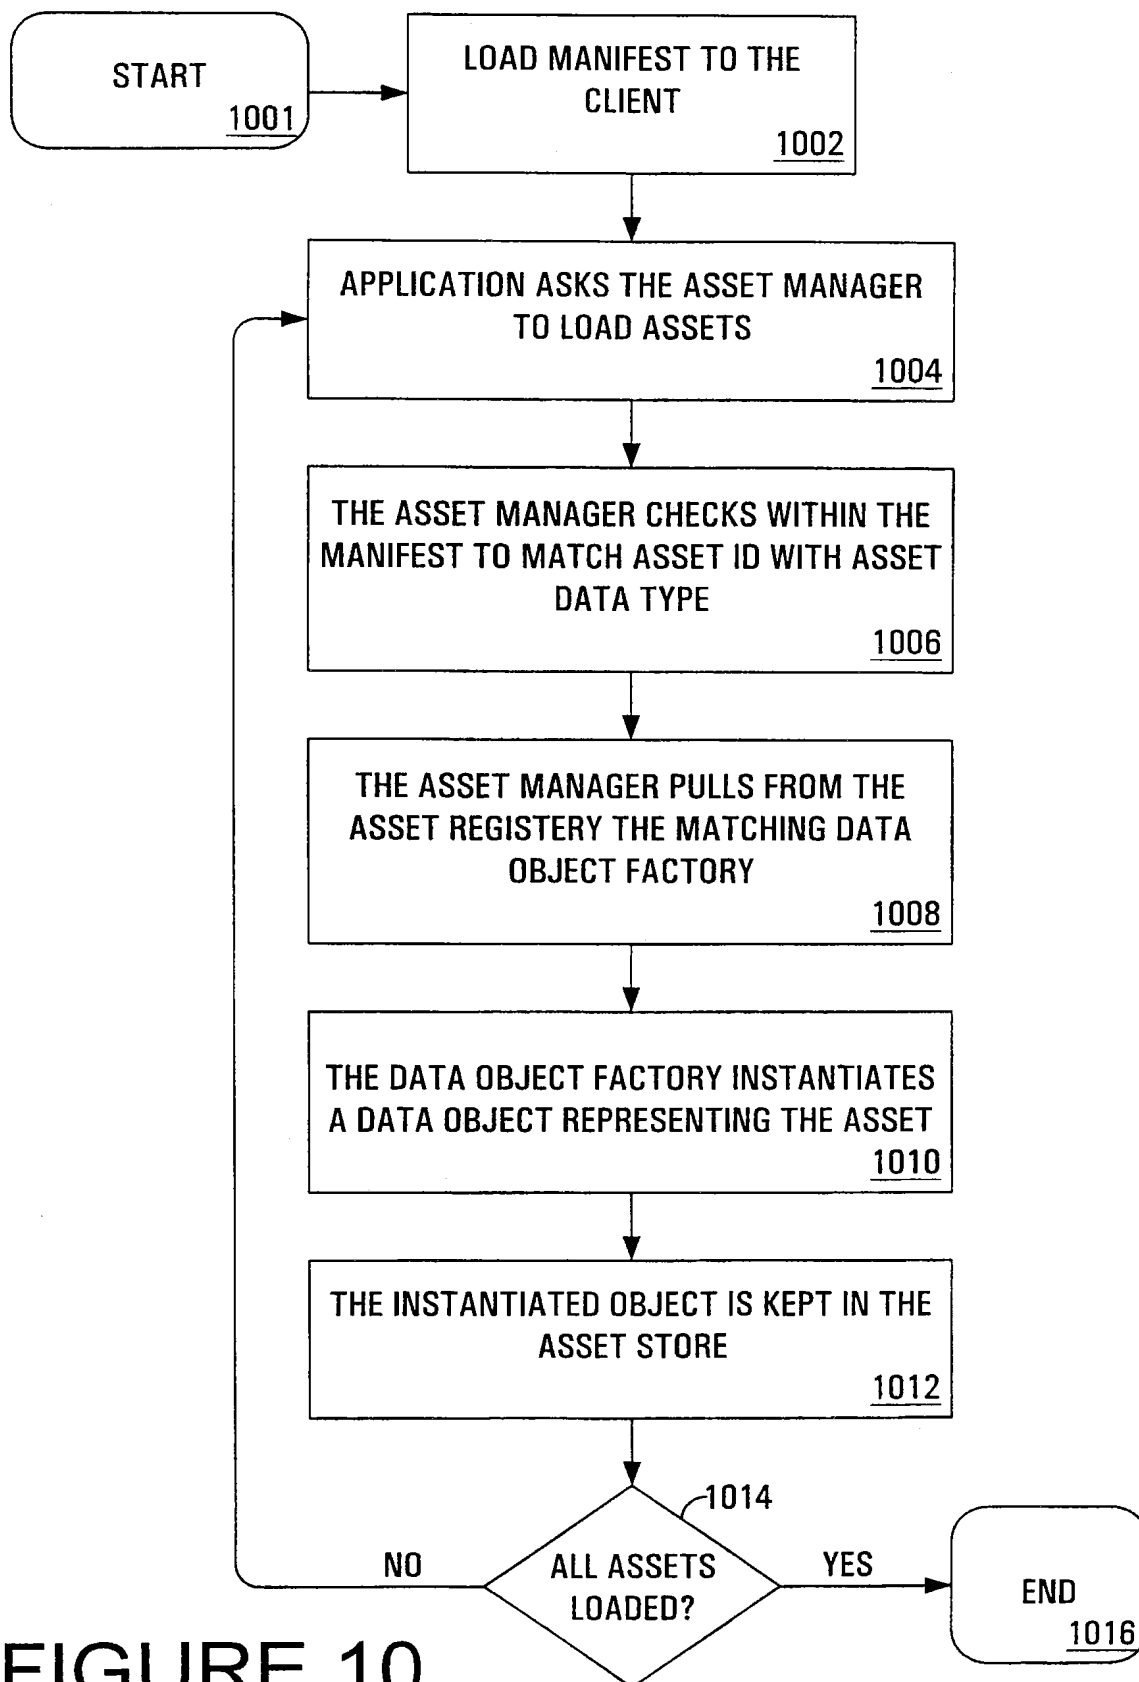 START
1001
LOAD MANIFEST TO THE
CLIENT
1002
APPLICATION ASKS THE ASSET MANAGER
TO LOAD ASSETS
1004
THE ASSET MANAGER CHECKS WITHIN THE
MANIFEST TO MATCH ASSET ID WITH ASSET
DATA TYPE
1006
THE ASSET MANAGER PULLS FROM THE
ASSET REGISTERY THE MATCHING DATA
OBJECT FACTORY
1008
THE DATA OBJECT FACTORY INSTANTIATES
A DATA OBJECT REPRESENTING THE ASSET
1010
THE INSTANTIATED OBJECT IS KEPT IN THE
ASSET STORE
1012
1014
ALL ASSETS
LOADED?
NO
YES
END
1016
FIGURE 10